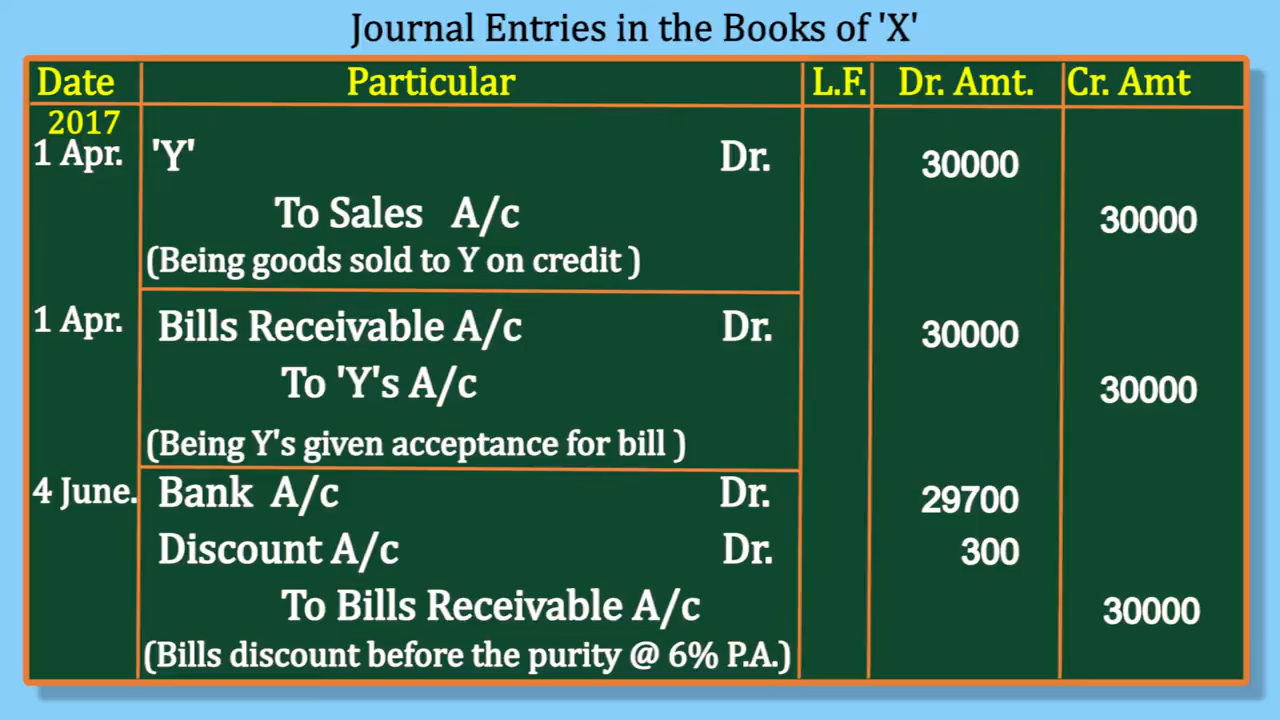 Journal Entries in the Books of 'X'
Date Particular L.F. Dr. Amt. Cr. Amt
2017
1 Apr. 'Y' Dr. 30000
To Sales A/c 30000
(Being goods sold to Y on credit )
1 Apr. Bills Receivable A/c Dr. 30000
To 'Y's A/c 30000
(Being Y's given acceptance for bill )
4 June. Bank A/c Dr. 29700
Discount A/c Dr. 300
To Bills Receivable A/c 30000
(Bills discount before the purity @ 6% P.A.)